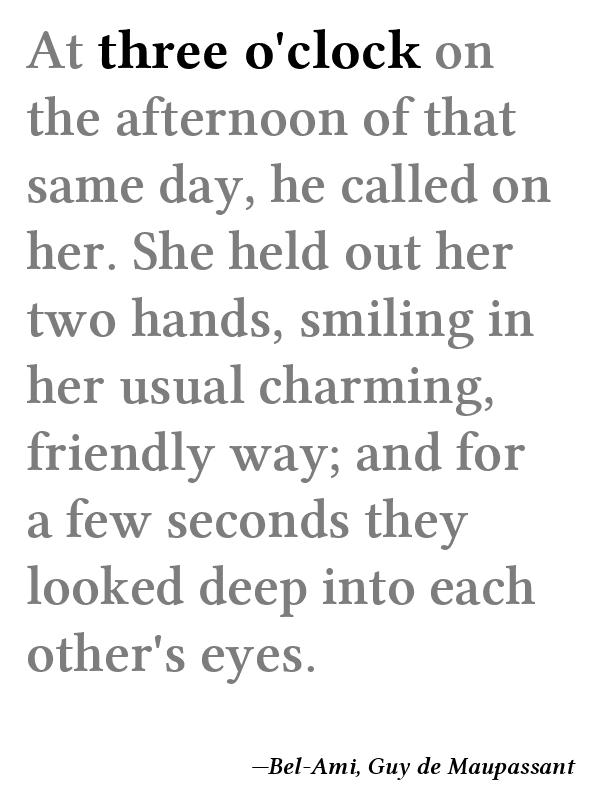 At three o'clock on
the afternoon of that
same day, he called on
her. She held out her
two hands, smiling in
her usual charming,
friendly way; and for
a few seconds they
looked deep into each
other's eyes.
—Bel-Ami, Guy de Maupassant